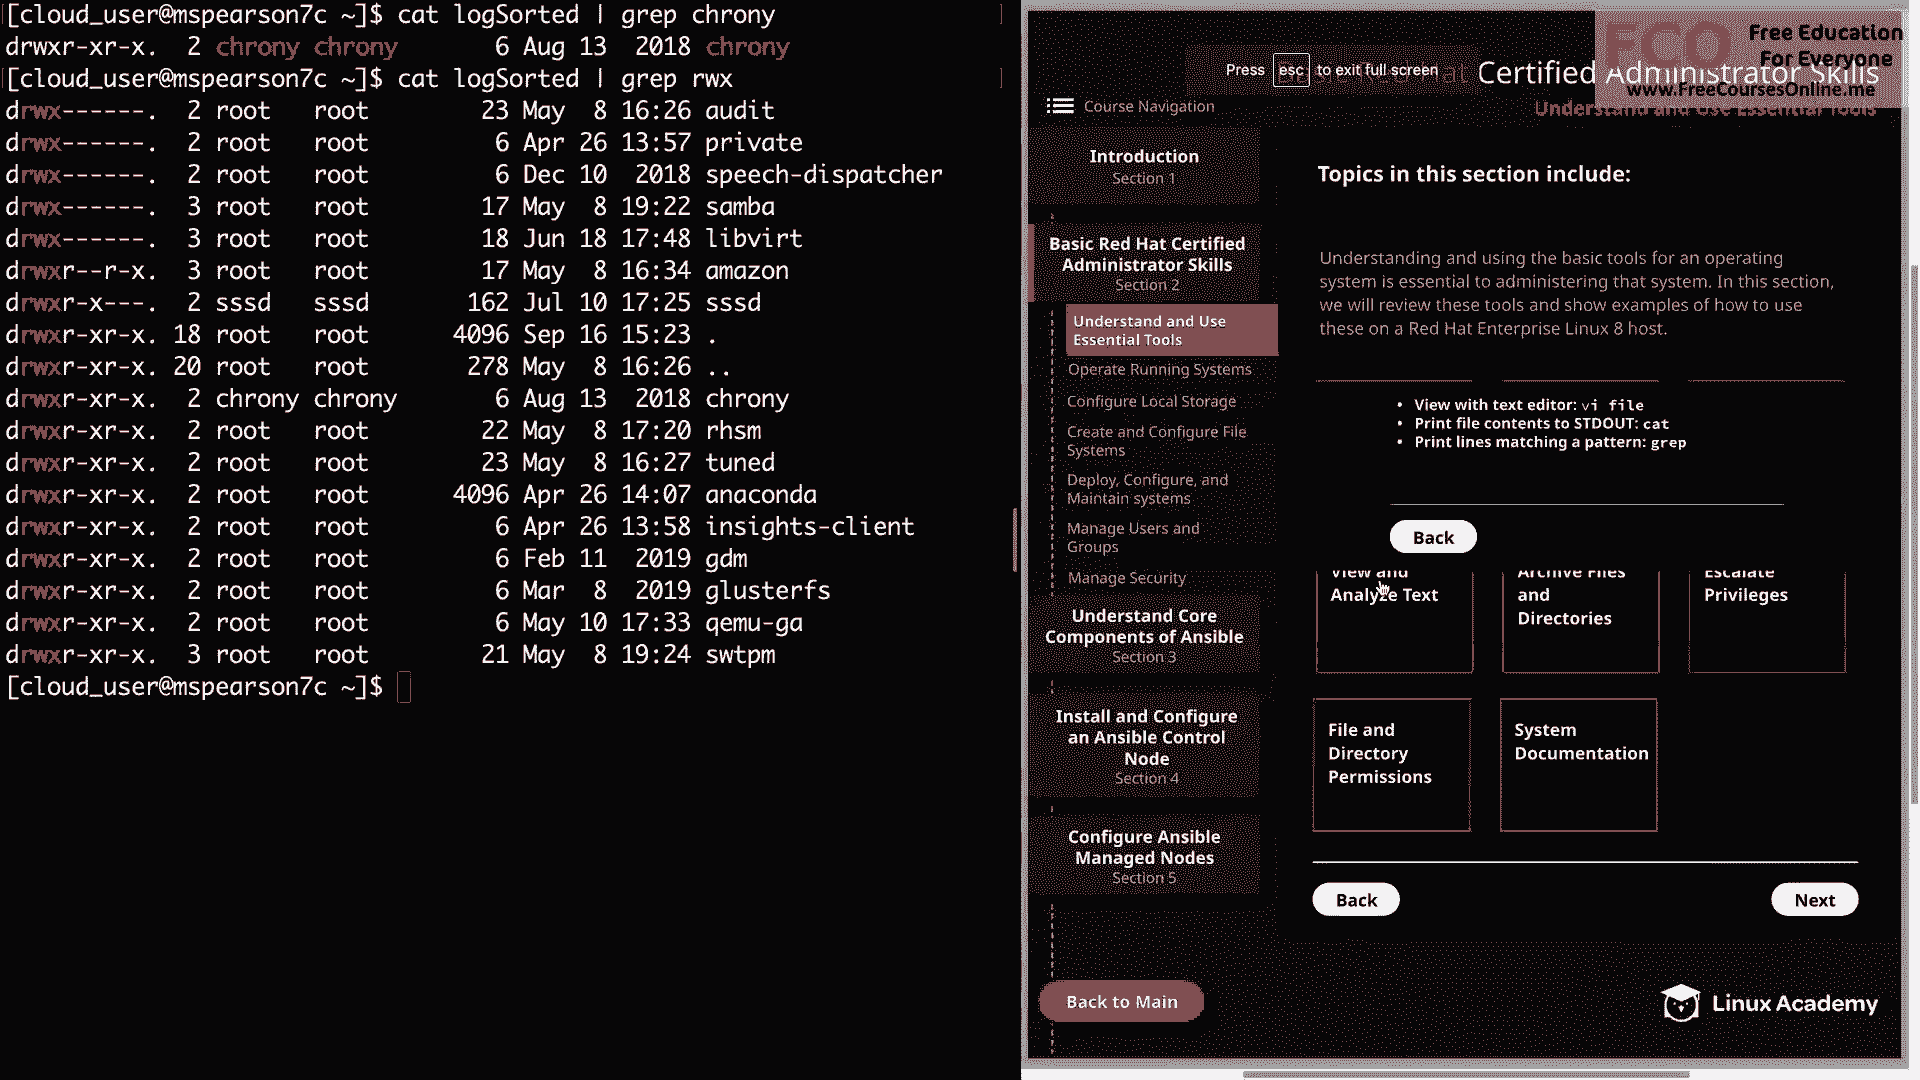 [cloud_user@mspearson7c ~]$ cat logSorted | grep chrony
drwxr-xr-x.  2 chrony chrony       6 Aug 13  2018 chrony
[cloud_user@mspearson7c ~]$ cat logSorted | grep rwx
drwx------.  2 root   root        23 May  8 16:26 audit
drwx------.  2 root   root         6 Apr 26 13:57 private
drwx------.  2 root   root         6 Dec 10  2018 speech-dispatcher
drwx------.  3 root   root        17 May  8 19:22 samba
drwx------.  3 root   root        18 Jun 18 17:48 libvirt
drwxr--r-x.  3 root   root        17 May  8 16:34 amazon
drwxr-x---.  2 sssd   sssd       162 Jul 10 17:25 sssd
drwxr-xr-x. 18 root   root      4096 Sep 16 15:23 .
drwxr-xr-x. 20 root   root       278 May  8 16:26 ..
drwxr-xr-x.  2 chrony chrony       6 Aug 13  2018 chrony
drwxr-xr-x.  2 root   root        22 May  8 17:20 rhsm
drwxr-xr-x.  2 root   root        23 May  8 16:27 tuned
drwxr-xr-x.  2 root   root      4096 Apr 26 14:07 anaconda
drwxr-xr-x.  2 root   root         6 Apr 26 13:58 insights-client
drwxr-xr-x.  2 root   root         6 Feb 11  2019 gdm
drwxr-xr-x.  2 root   root         6 Mar  8  2019 glusterfs
drwxr-xr-x.  2 root   root         6 May 10 17:33 qemu-ga
drwxr-xr-x.  3 root   root        21 May  8 19:24 swtpm
[cloud_user@mspearson7c ~]$
FCO
Free Education
For Everyone
www.FreeCoursesOnline.me
Press esc to exit full screen
Certified Administrator Skills
Understand and Use Essential Tools
Course Navigation
Introduction
Section 1
Basic Red Hat Certified
Administrator Skills
Section 2
Understand and Use
Essential Tools
Operate Running Systems
Configure Local Storage
Create and Configure File
Systems
Deploy, Configure, and
Maintain systems
Manage Users and
Groups
Manage Security
Understand Core
Components of Ansible
Section 3
Install and Configure
an Ansible Control
Node
Section 4
Configure Ansible
Managed Nodes
Section 5
Back to Main
Topics in this section include:
Understanding and using the basic tools for an operating
system is essential to administering that system. In this section,
we will review these tools and show examples of how to use
these on a Red Hat Enterprise Linux 8 host.
• View with text editor: vi file
• Print file contents to STDOUT: cat
• Print lines matching a pattern: grep
Back
View and
Analyze Text
Archive Files
and
Directories
Escalate
Privileges
File and
Directory
Permissions
System
Documentation
Back
Next
Linux Academy